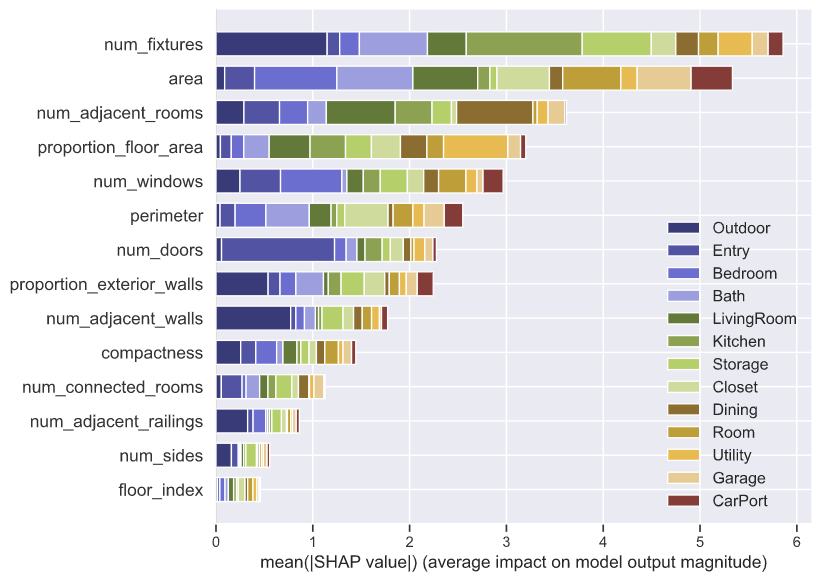 num_fixtures
area
num_adjacent_rooms
proportion_floor_area
num_windows
perimeter
num_doors
proportion_exterior_walls
num_adjacent_walls
compactness
num_connected_rooms
num_adjacent_railings
num_sides
floor_index
Outdoor
Entry
Bedroom
Bath
LivingRoom
Kitchen
Storage
Closet
Dining
Room
Utility
Garage
CarPort
0 1 2 3 4 5 6
mean(|SHAP value|) (average impact on model output magnitude)